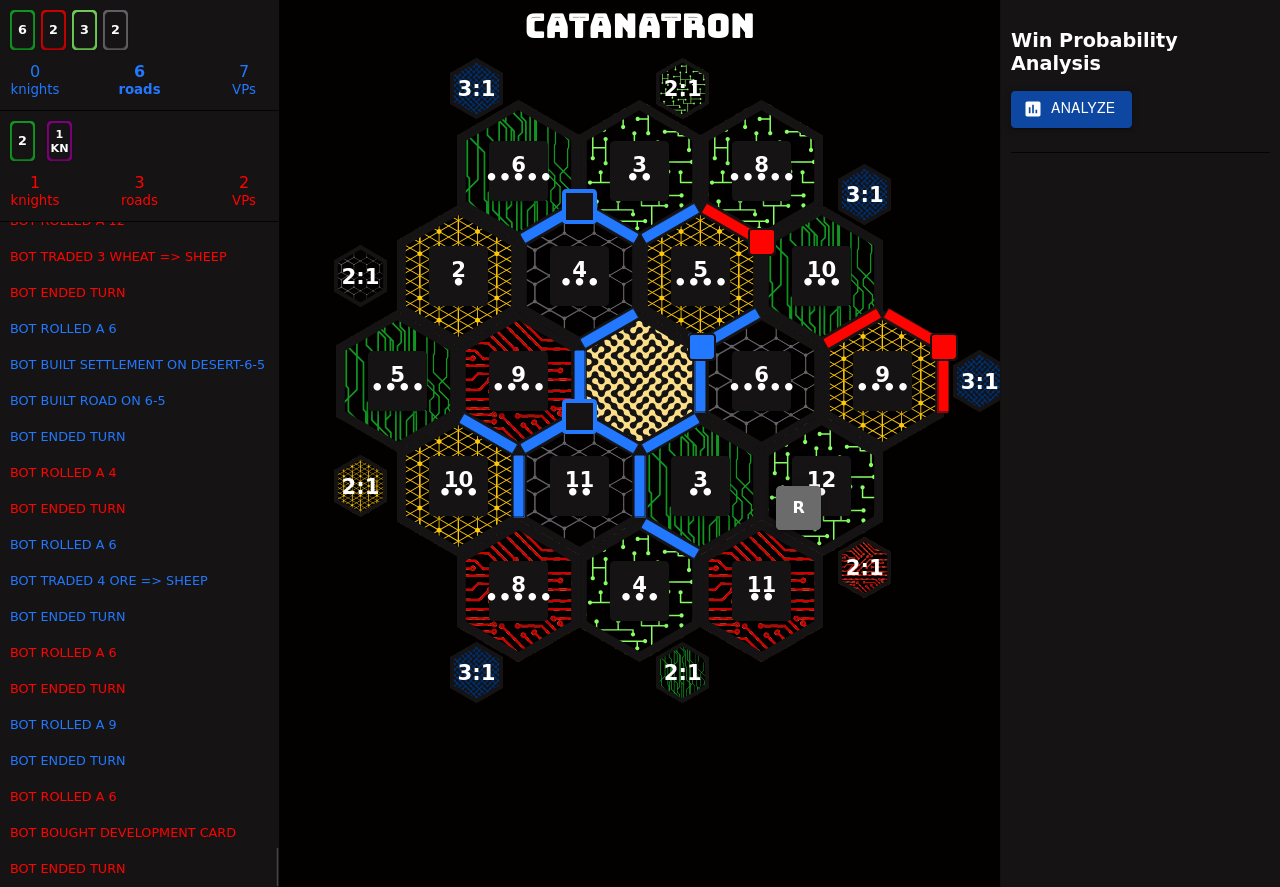 6 2 3 2
0 6 7
knights roads VPs
2 1 KN
1 3 2
knights roads VPs
BOT ROLLED A 12
BOT TRADED 3 WHEAT => SHEEP
BOT ENDED TURN
BOT ROLLED A 6
BOT BUILT SETTLEMENT ON DESERT-6-5
BOT BUILT ROAD ON 6-5
BOT ENDED TURN
BOT ROLLED A 4
BOT ENDED TURN
BOT ROLLED A 6
BOT TRADED 4 ORE => SHEEP
BOT ENDED TURN
BOT ROLLED A 6
BOT ENDED TURN
BOT ROLLED A 9
BOT ENDED TURN
BOT ROLLED A 6
BOT BOUGHT DEVELOPMENT CARD
BOT ENDED TURN
CATANATRON
3:1 2:1
6 3 8
3:1
2:1 2 4 5 10
5 9 6 9 3:1
2:1 10 11 3 12
R
2:1
8 4 11
3:1 2:1
Win Probability
Analysis
ANALYZE